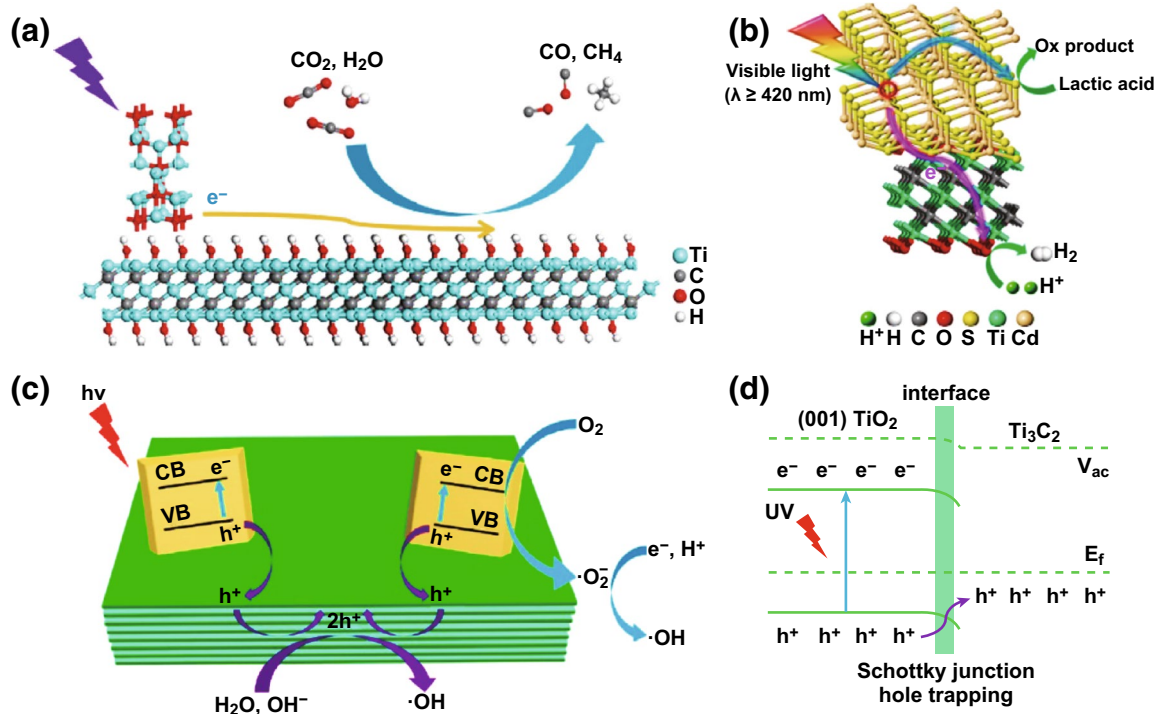 (a)
CO₂, H₂O
CO, CH₄
e⁻
Ti
C
O
H
(b)
Visible light
(λ ≥ 420 nm)
Ox product
Lactic acid
e
H₂
H⁺
H⁺ H C O S Ti Cd
(c)
hv
CB e⁻
VB
h⁺
e⁻ CB
VB
h⁺
O₂
e⁻, H⁺
·O₂⁻
h⁺
h⁺
2h⁺
·OH
H₂O, OH⁻
·OH
(d)
interface
(001) TiO₂
Ti₃C₂
Vac
e⁻ e⁻ e⁻ e⁻
UV
Ef
h⁺ h⁺ h⁺ h⁺
h⁺ h⁺ h⁺ h⁺
Schottky junction
hole trapping